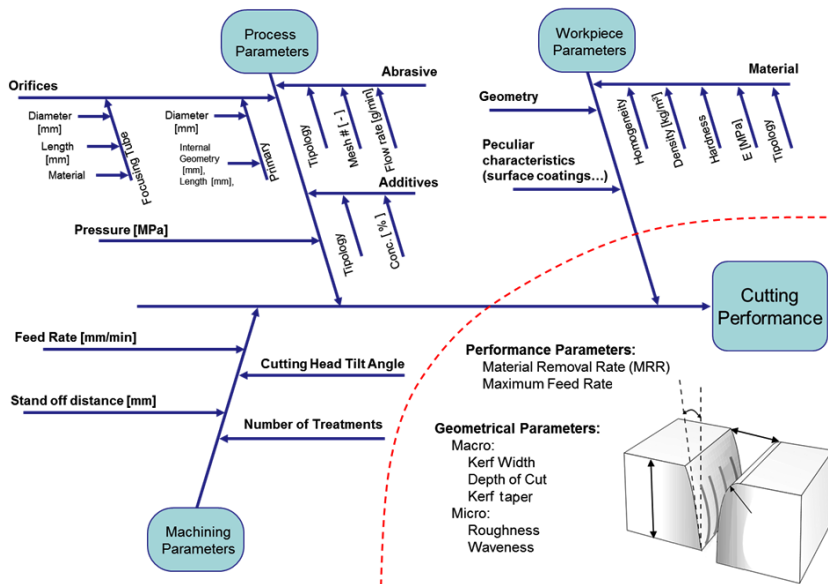 Process
Parameters
Workpiece
Parameters
Orifices
Abrasive
Material
Diameter
[mm]
Length
[mm]
Material
Focusing Tube
Diameter
[mm]
Internal
Geometry
[mm],
Length [mm],
Primary
Tipology
Mesh # [ - ]
Flow rate [g/min]
Geometry
Homogeneity
Density [kg/m³]
Hardness
E [MPa]
Tipology
Peculiar
characteristics
(surface coatings…)
Additives
Tipology
Conc. [ % ]
Pressure [MPa]
Cutting
Performance
Feed Rate [mm/min]
Cutting Head Tilt Angle
Stand off distance [mm]
Number of Treatments
Machining
Parameters
Performance Parameters:
Material Removal Rate (MRR)
Maximum Feed Rate
Geometrical Parameters:
Macro:
Kerf Width
Depth of Cut
Kerf taper
Micro:
Roughness
Waveness